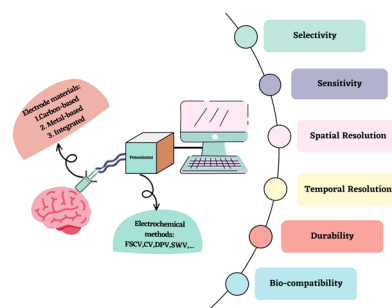 Electrode materials:
1.Carbon-based
2. Metal-based
3. Integrated
Potentiostat
Electrochemical
methods:
FSCV,CV,DPV,SWV,...
Selectivity
Sensitivity
Spatial Resolution
Temporal Resolution
Durability
Bio-compatibility